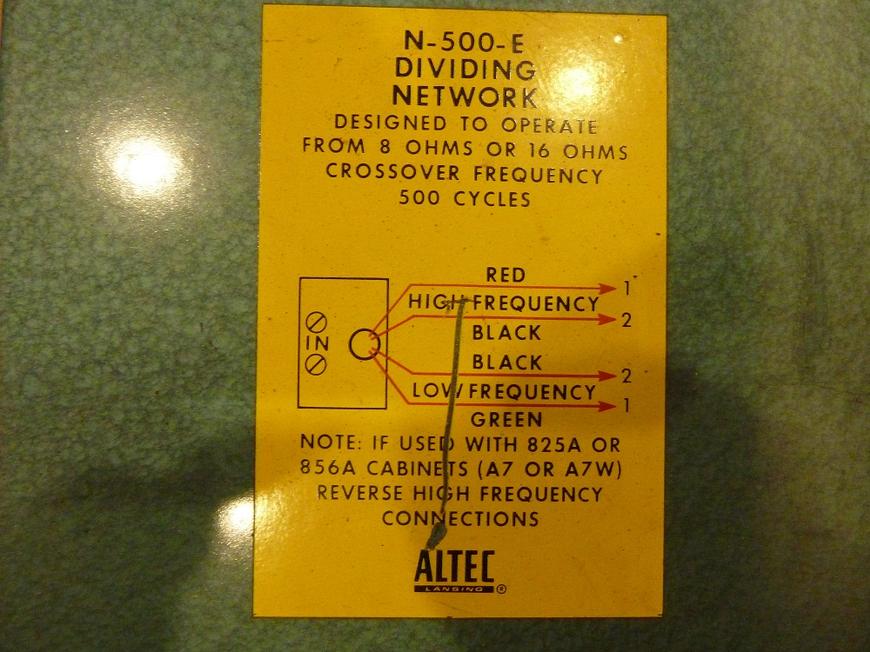 N-500-E
DIVIDING
NETWORK
DESIGNED TO OPERATE
FROM 8 OHMS OR 16 OHMS
CROSSOVER FREQUENCY
500 CYCLES
RED
1
HIGH FREQUENCY
2
BLACK
IN
BLACK
2
LOW FREQUENCY
1
GREEN
NOTE: IF USED WITH 825A OR
856A CABINETS (A7 OR A7W)
REVERSE HIGH FREQUENCY
CONNECTIONS
ALTEC
LANSING ®